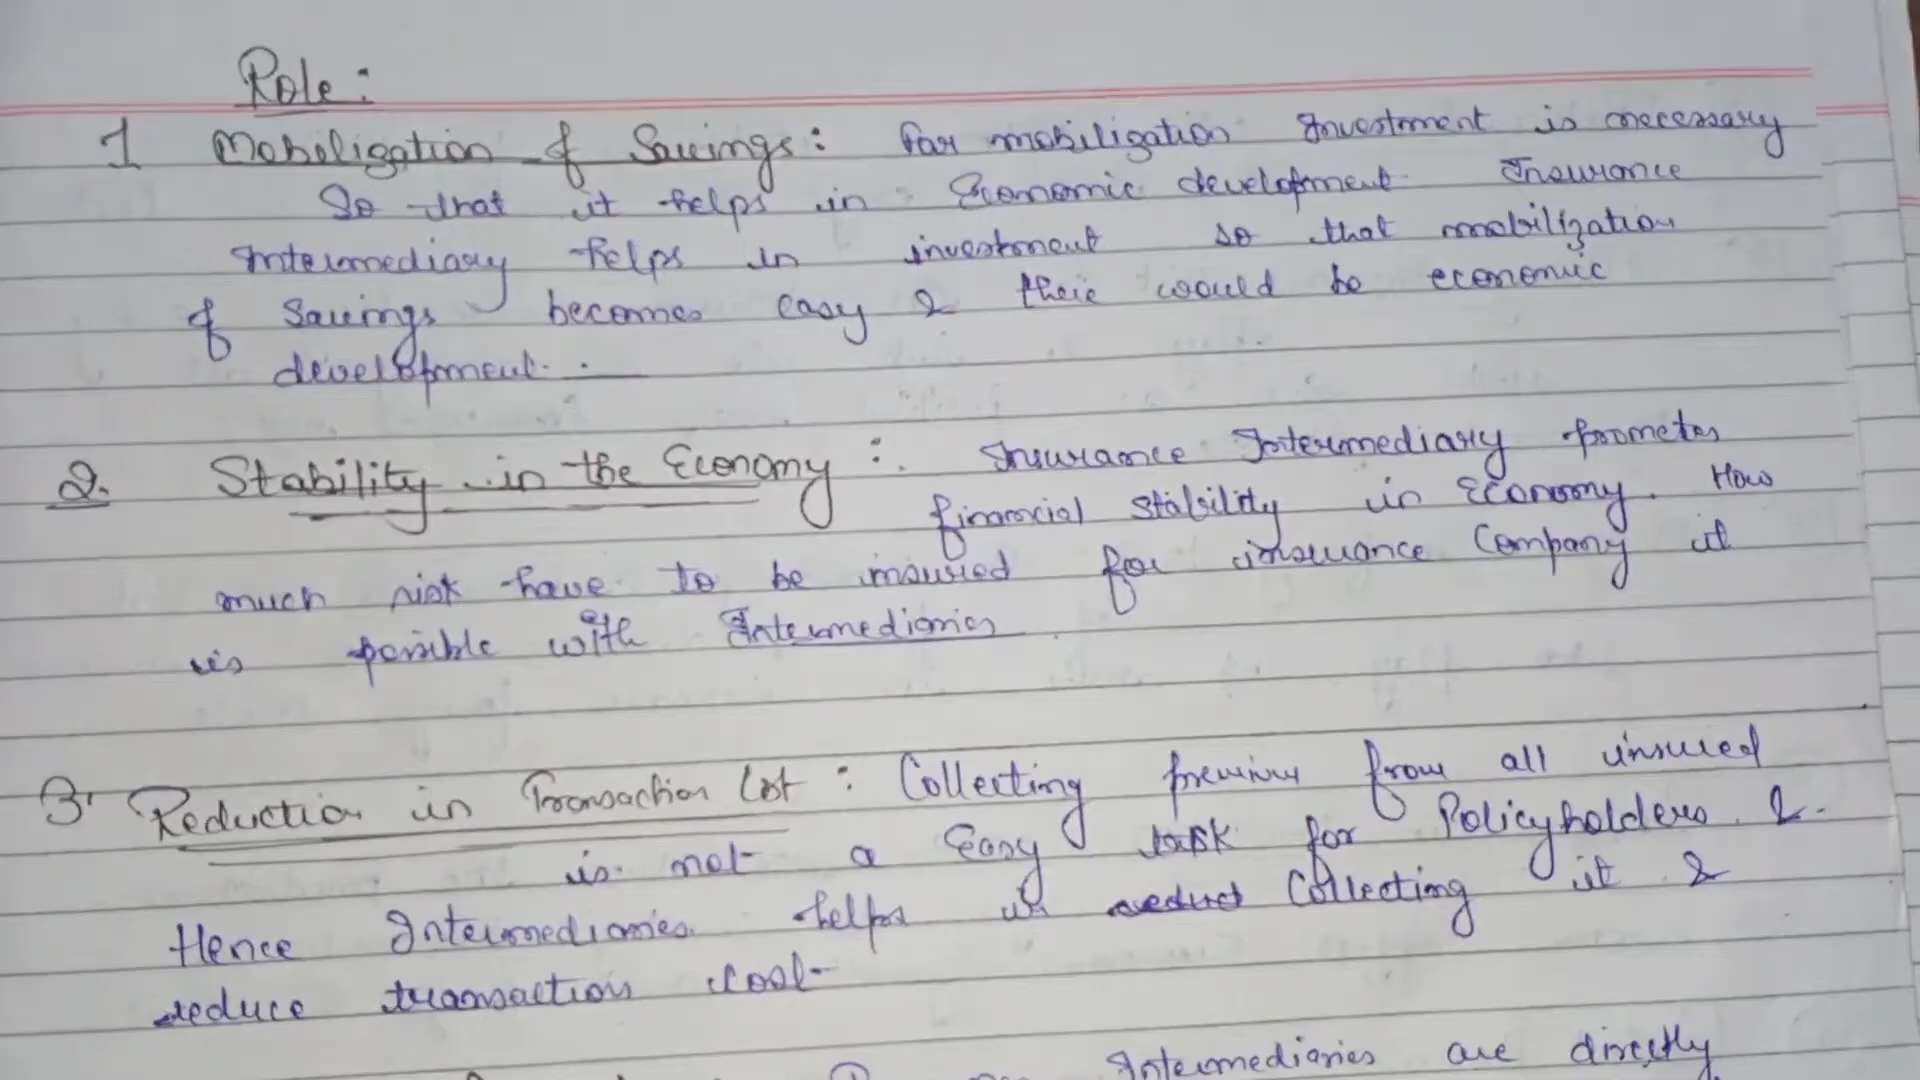 Role:
1 Mobilization of Savings: For mobilization Investment is necessary
So that it helps in Economic development Insurance
Intermediary helps in investment so that mobilization
of Savings becomes easy & their would be economic
development.
2. Stability in the Economy: Insurance Intermediary prometes
financial stability in Economy. How
much risk have to be insured for insurance Company it
is possible with Intermediaries
3. Reduction in Transaction Cost: Collecting premium from all insured
is not a Easy task for Policyholders &
Hence Intermediaries helps in Collecting it &
reduce transaction cost
Intermediaries are directly